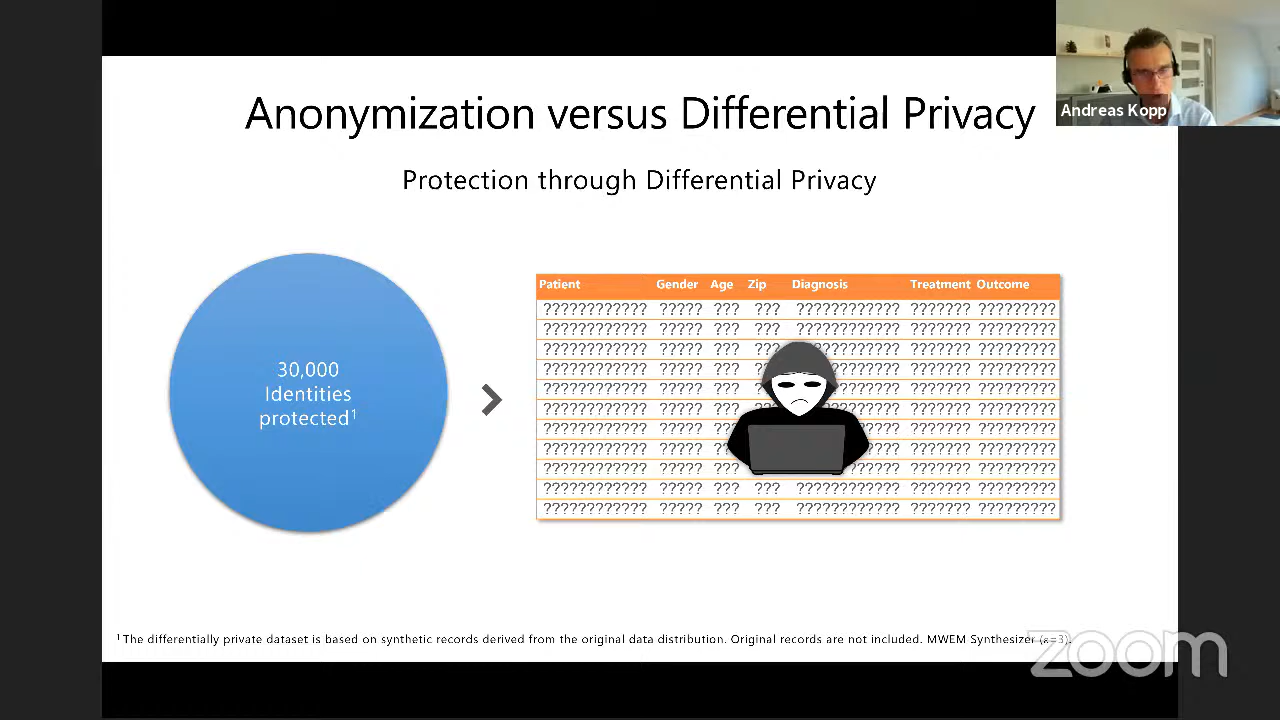 Anonymization versus Differential Privacy
Andreas Kopp
Protection through Differential Privacy
30,000
Identities
protected¹
Patient Gender Age Zip Diagnosis Treatment Outcome
???????????? ????? ??? ??? ???????????? ??????? ?????????
???????????? ????? ??? ??? ???????????? ??????? ?????????
???????????? ????? ??? ??? ???????????? ??????? ?????????
???????????? ????? ??? ???????? ??????? ?????????
???????????? ????? ??? ???????? ??????? ?????????
???????????? ????? ??? ????????? ??????? ?????????
???????????? ????? ??? ????? ??????? ?????????
???????????? ????? ??? ???? ??????? ?????????
???????????? ????? ??? ??? ???????????? ??????? ?????????
???????????? ????? ??? ??? ???????????? ??????? ?????????
???????????? ????? ??? ??? ???????????? ??????? ?????????
¹ The differentially private dataset is based on synthetic records derived from the original data distribution. Original records are not included. MWEM Synthesizer (ε=3).
zoom